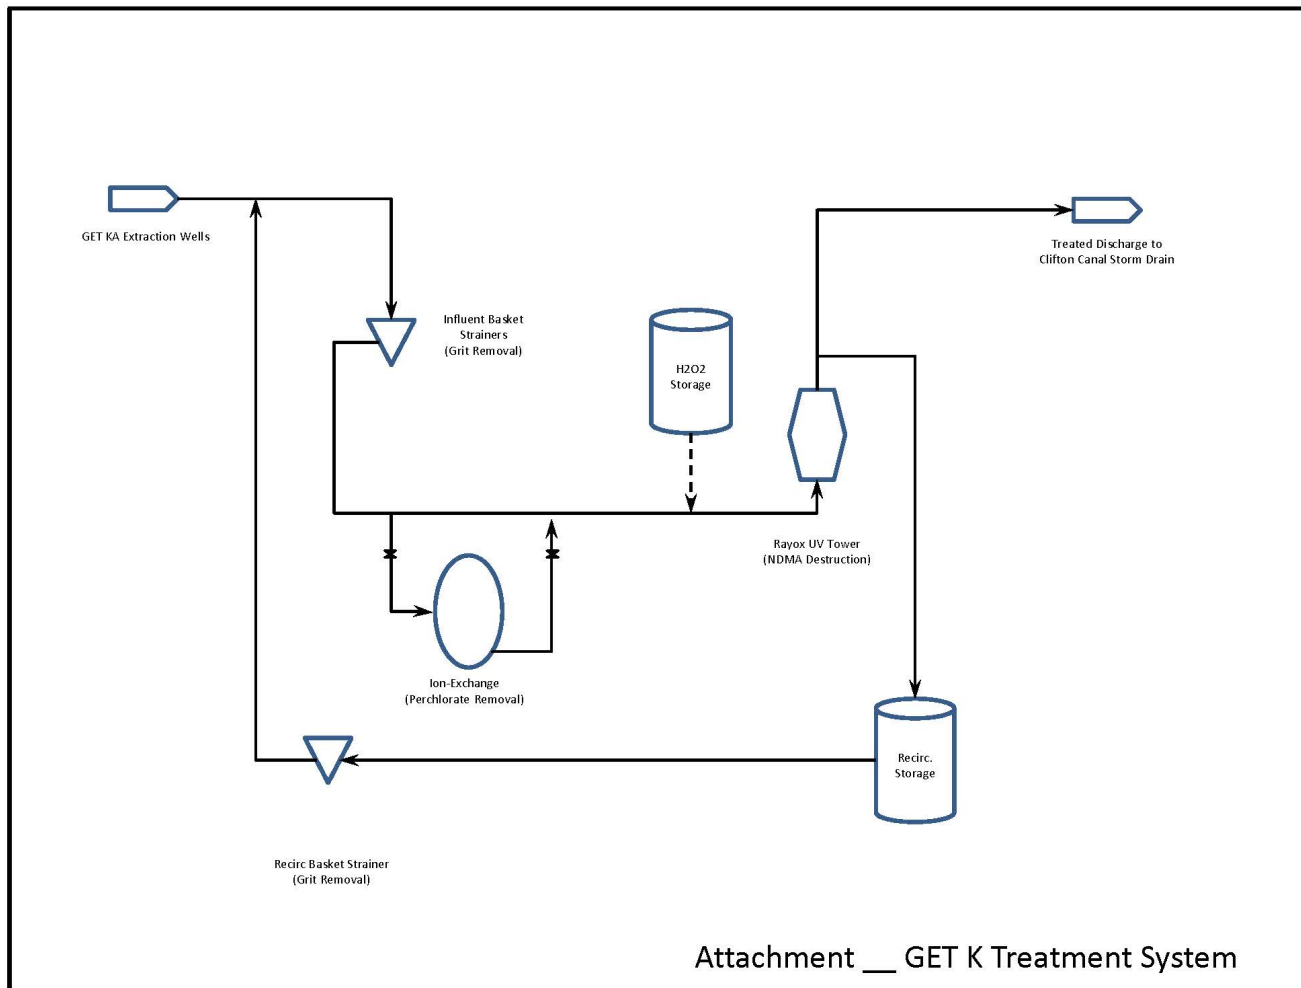 GET KA Extraction Wells
Treated Discharge to
Clifton Canal Storm Drain
Influent Basket
Strainers
(Grit Removal)
H2O2
Storage
Rayox UV Tower
(NDMA Destruction)
Ion-Exchange
(Perchlorate Removal)
Recirc.
Storage
Recirc Basket Strainer
(Grit Removal)
Attachment __ GET K Treatment System